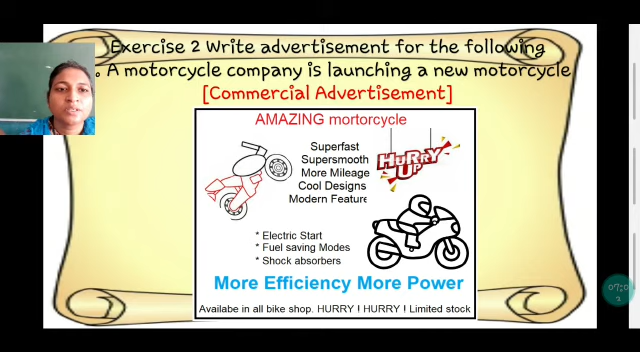 Exercise 2 Write advertisement for the following
. A motorcycle company is launching a new motorcycle
[Commercial Advertisement]
AMAZING mortorcycle
Superfast
Supersmooth
More Mileage
Cool Designs
Modern Feature
HURRY
UP
* Electric Start
* Fuel saving Modes
* Shock absorbers
More Efficiency More Power
Availabe in all bike shop. HURRY ! HURRY ! Limited stock